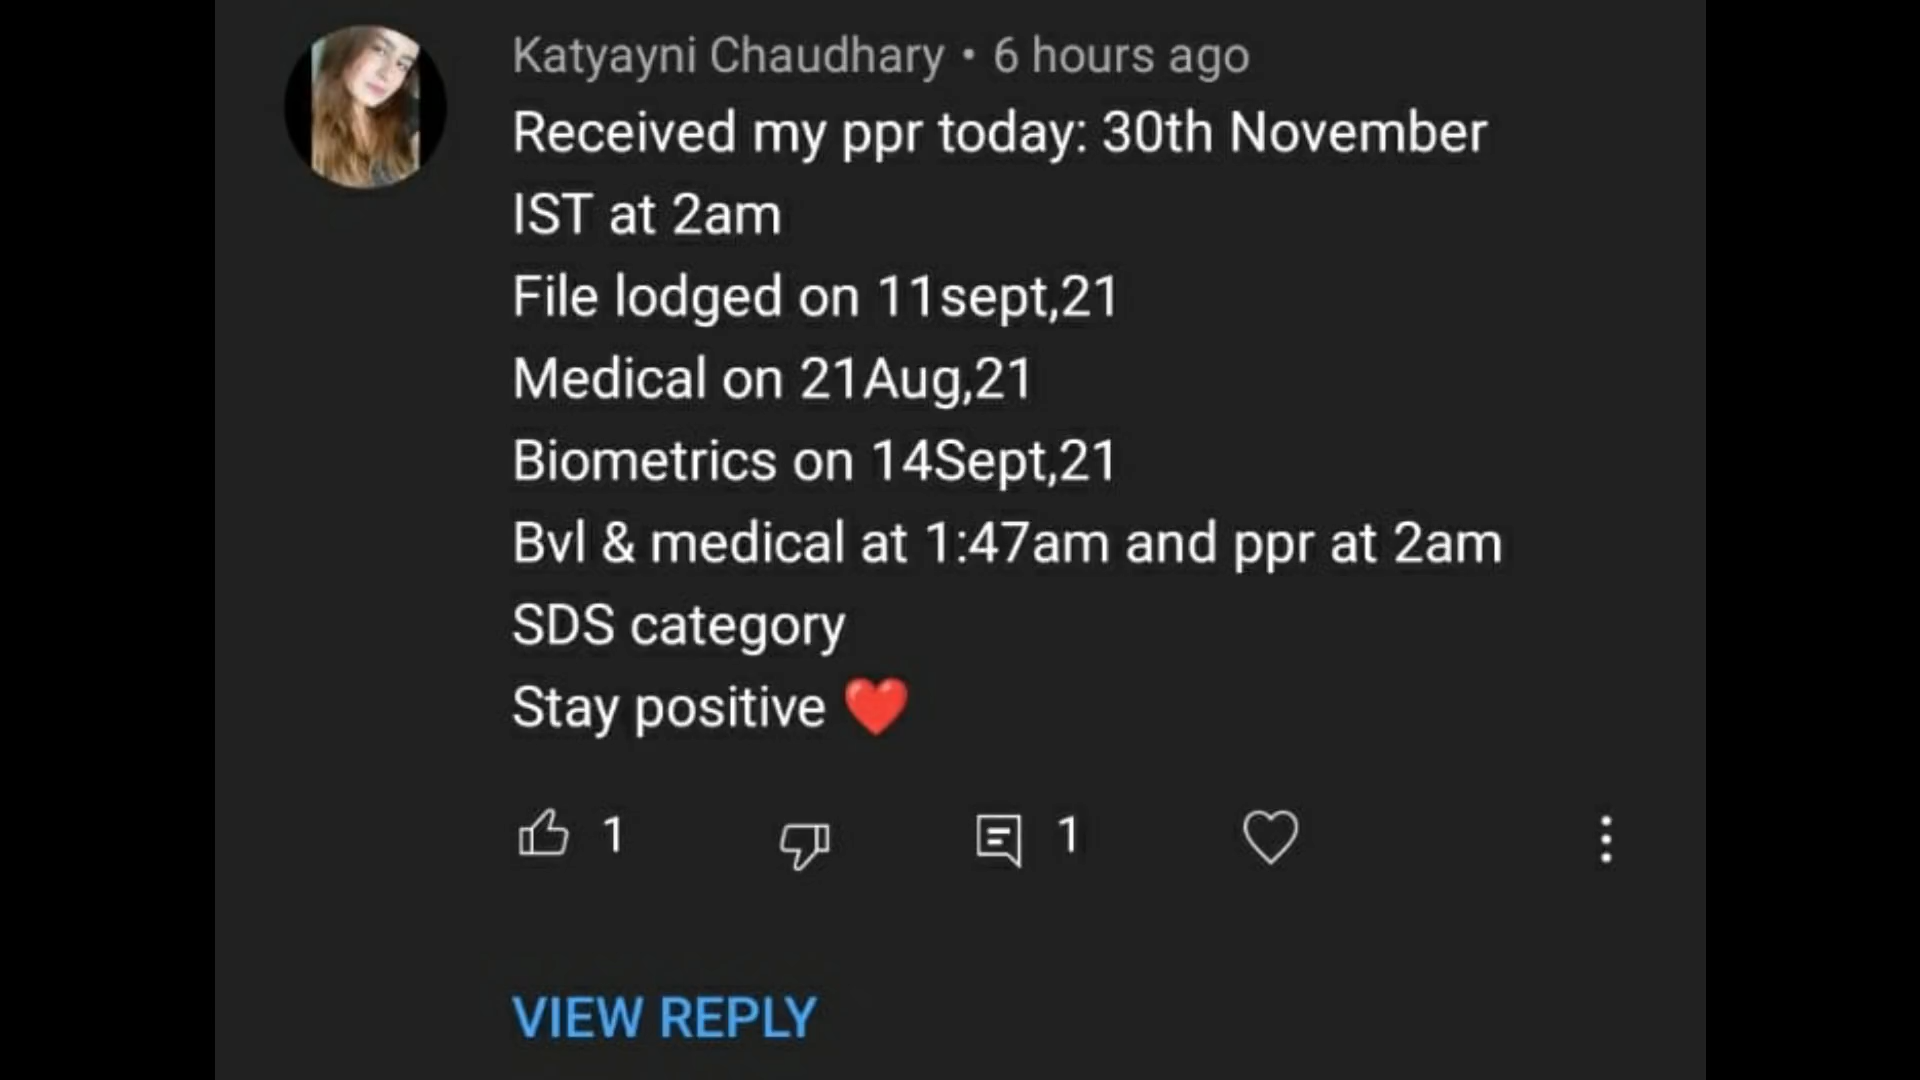 Katyayni Chaudhary • 6 hours ago
Received my ppr today: 30th November
IST at 2am
File lodged on 11sept,21
Medical on 21Aug,21
Biometrics on 14Sept,21
Bvl & medical at 1:47am and ppr at 2am
SDS category
Stay positive ❤️
1 1
VIEW REPLY